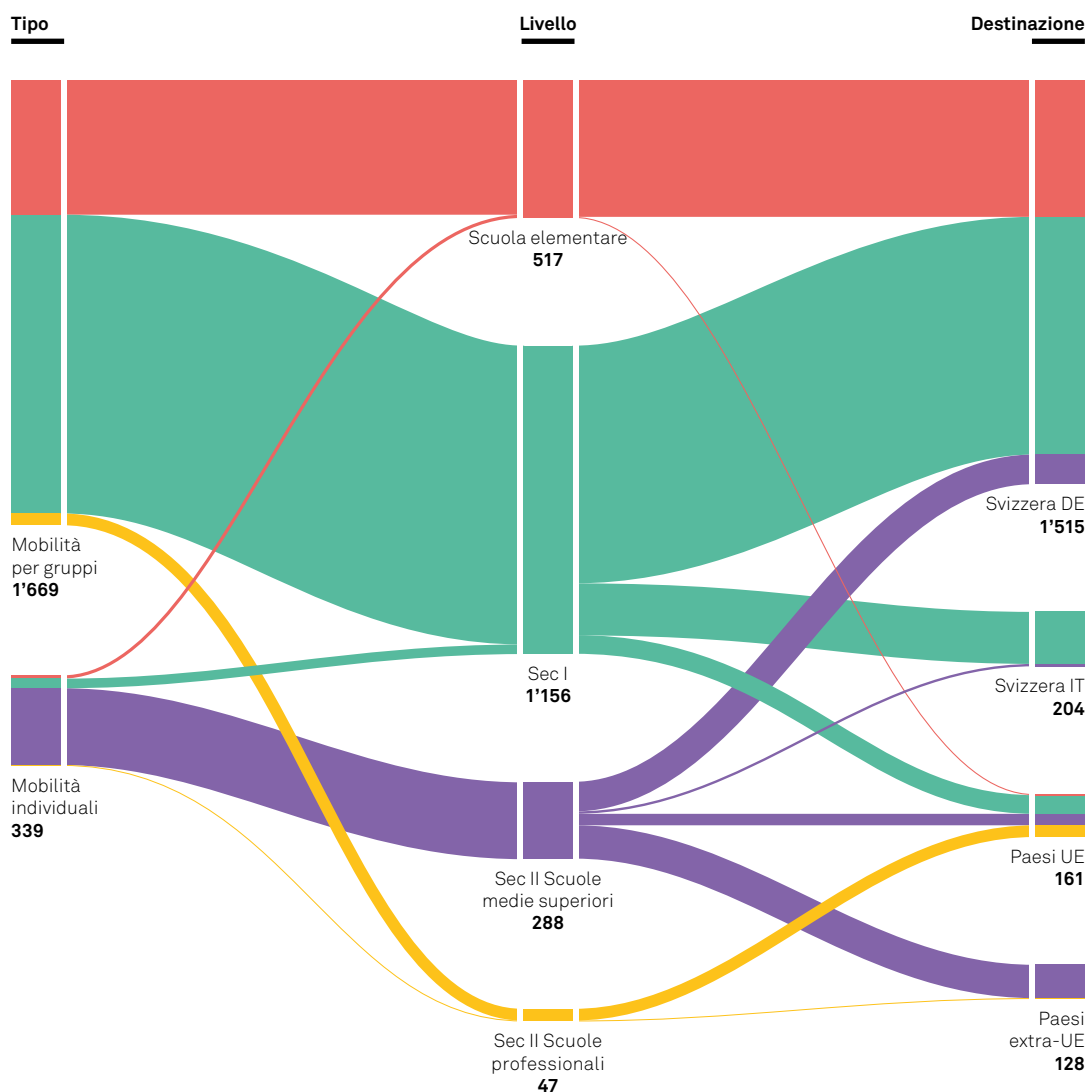 Tipo
Livello
Destinazione
Scuola elementare
517
Svizzera DE
1’515
Mobilità
per gruppi
1’669
Sec I
1’156
Svizzera IT
204
Mobilità
individuali
339
Paesi UE
161
Sec II Scuole
medie superiori
288
Paesi
extra-UE
128
Sec II Scuole
professionali
47